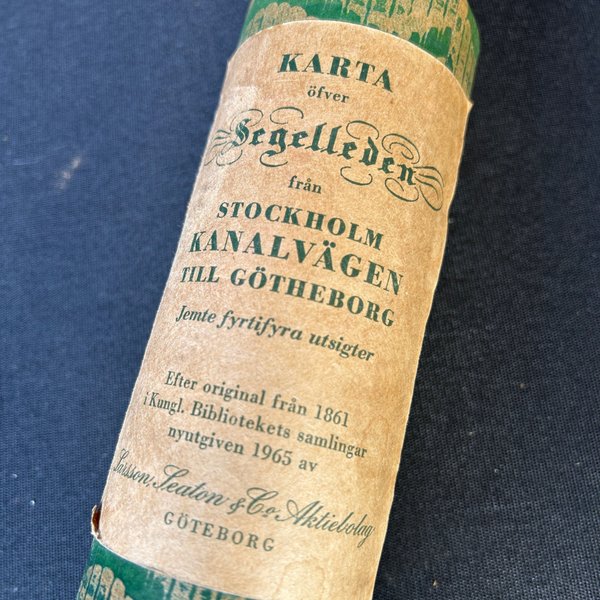 KARTA
öfver
Segelleden
från
STOCKHOLM
KANALVÄGEN
TILL GÖTHEBORG
Jemte fyrtifyra utsigter
Efter original från 1861
i Kungl. Bibliotekets samlingar
nyutgiven 1965 av
Larsson, Seaton & Co Aktiebolag
GÖTEBORG